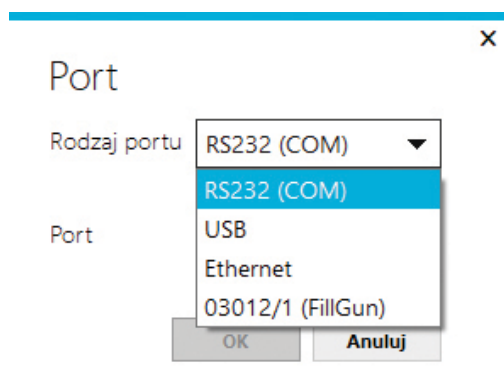 ×
Port
Rodzaj portu RS232 (COM)
RS232 (COM)
Port USB
Ethernet
03012/1 (FillGun)
OK Anuluj